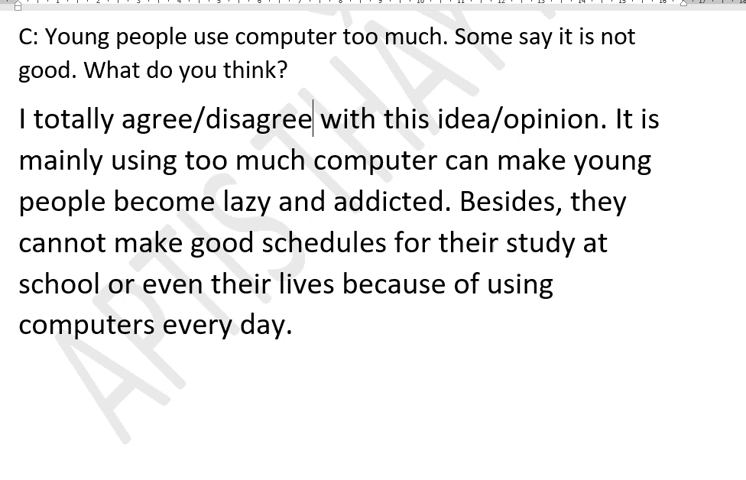 C: Young people use computer too much. Some say it is not
good. What do you think?
I totally agree/disagree with this idea/opinion. It is
mainly using too much computer can make young
people become lazy and addicted. Besides, they
cannot make good schedules for their study at
school or even their lives because of using
computers every day.
APTIS THẦY